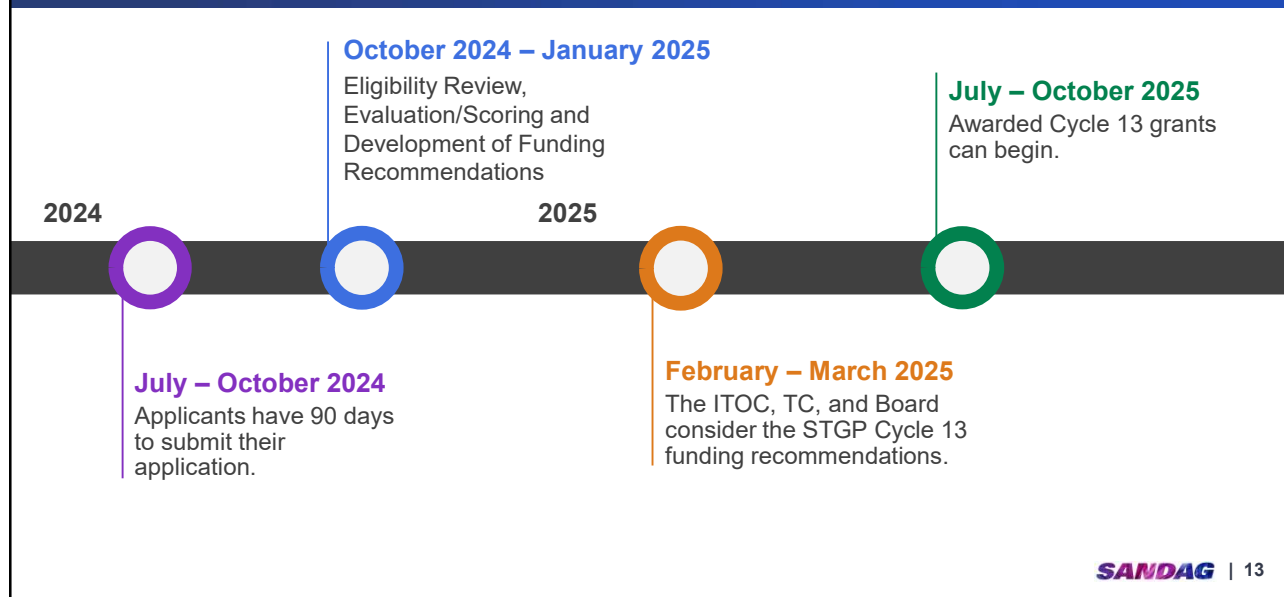 October 2024 – January 2025
Eligibility Review,
Evaluation/Scoring and
Development of Funding
Recommendations
July – October 2025
Awarded Cycle 13 grants
can begin.
2024
2025
July – October 2024
Applicants have 90 days
to submit their
application.
February – March 2025
The ITOC, TC, and Board
consider the STGP Cycle 13
funding recommendations.
SANDAG | 13